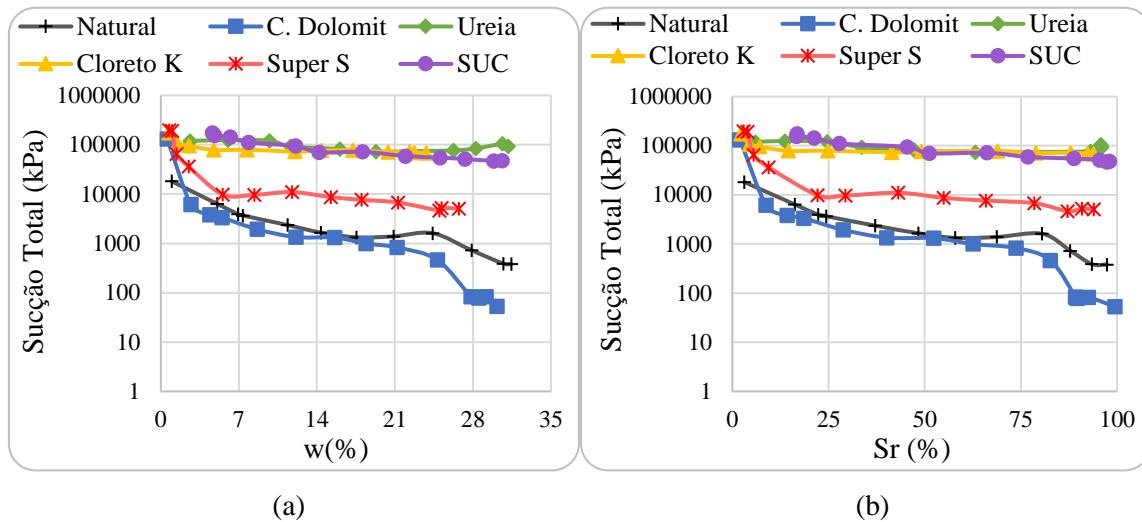 Natural C. Dolomit Ureia
Cloreto K Super S SUC
1000000
100000
10000
1000
100
10
1
Sucção Total (kPa)
0 7 14 21 28 35
w(%)
(a)
Natural C. Dolomit Ureia
Cloreto K Super S SUC
1000000
100000
10000
1000
100
10
1
Sucção Total (kPa)
0 25 50 75 100
Sr (%)
(b)